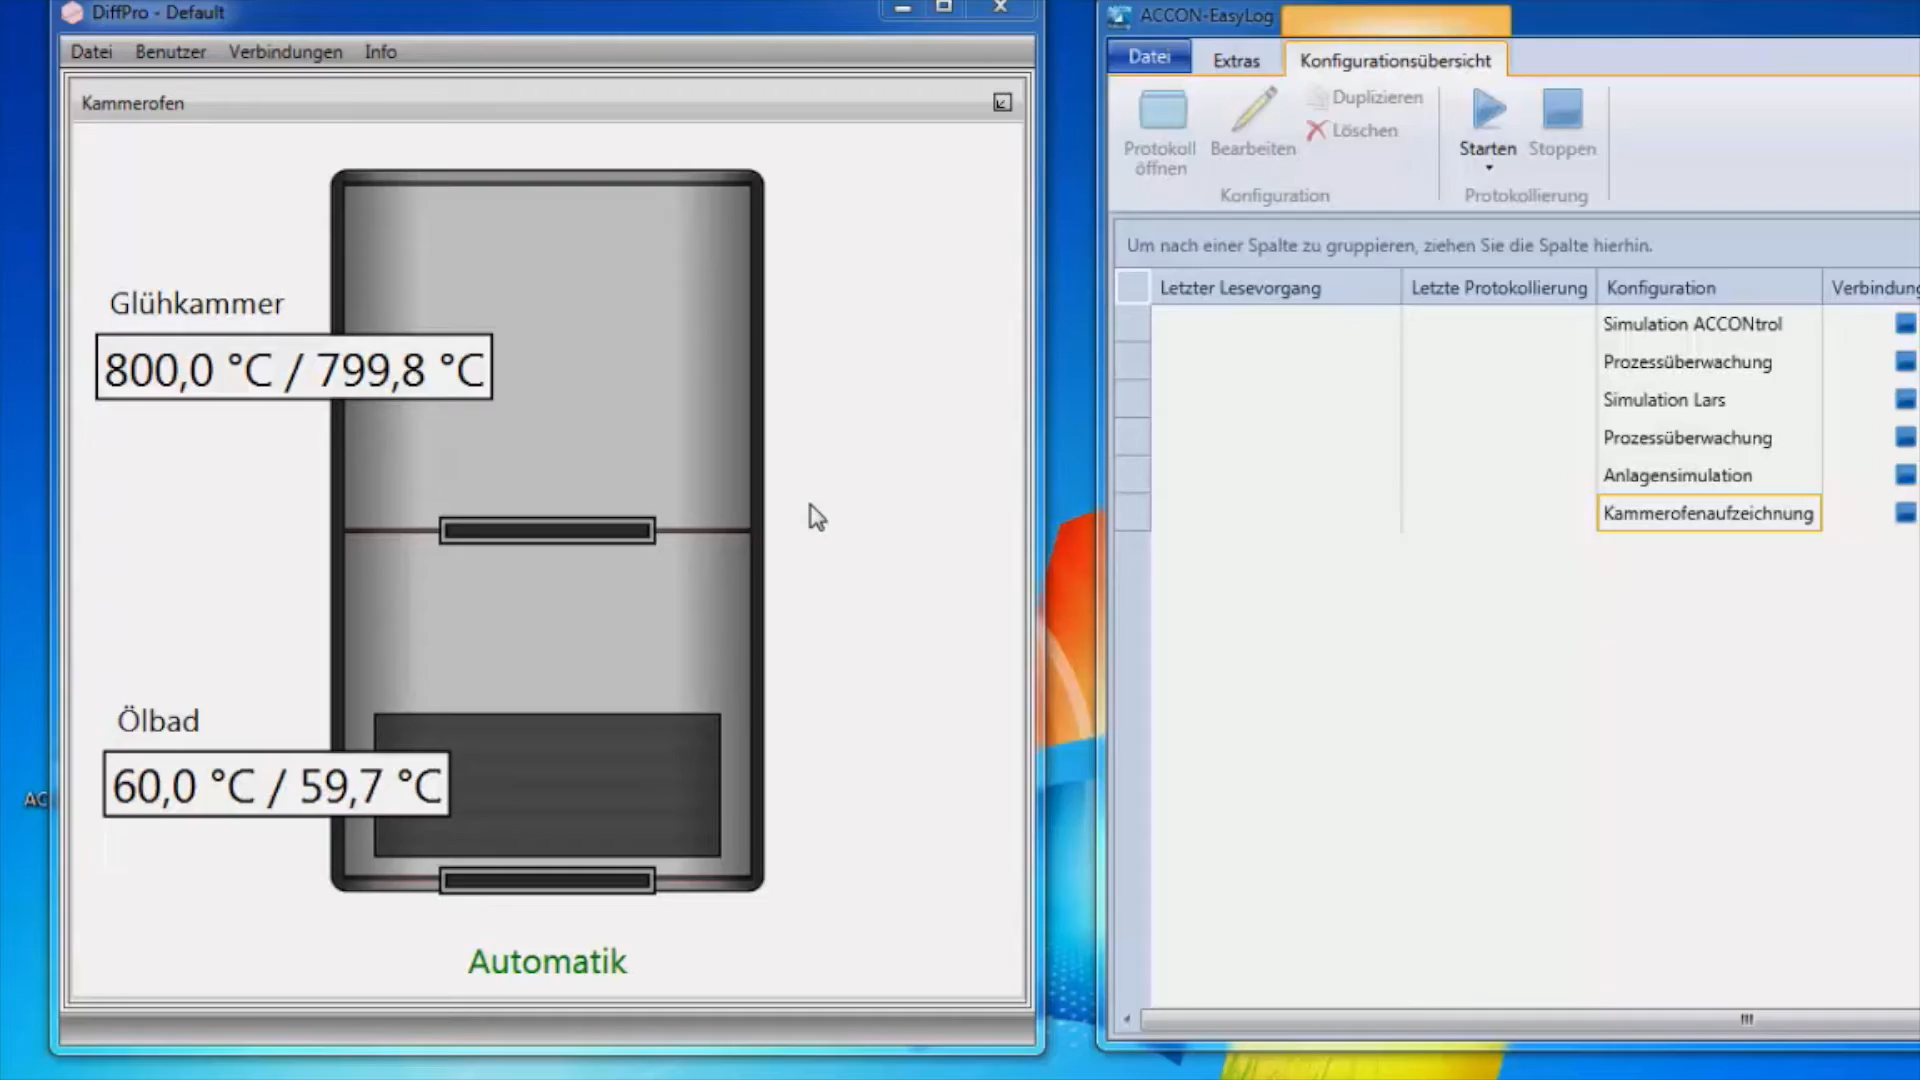 DiffPro - Default
Datei Benutzer Verbindungen Info
Kammerofen
Glühkammer
800,0 °C / 799,8 °C
Ölbad
60,0 °C / 59,7 °C
Automatik
AC
ACCON-EasyLog
Datei Extras Konfigurationsübersicht
Protokoll öffnen
Bearbeiten
Duplizieren
Löschen
Konfiguration
Starten
Stoppen
Protokollierung
Um nach einer Spalte zu gruppieren, ziehen Sie die Spalte hierhin.
Letzter Lesevorgang Letzte Protokollierung Konfiguration Verbindung
Simulation ACCONtrol
Prozessüberwachung
Simulation Lars
Prozessüberwachung
Anlagensimulation
Kammerofenaufzeichnung